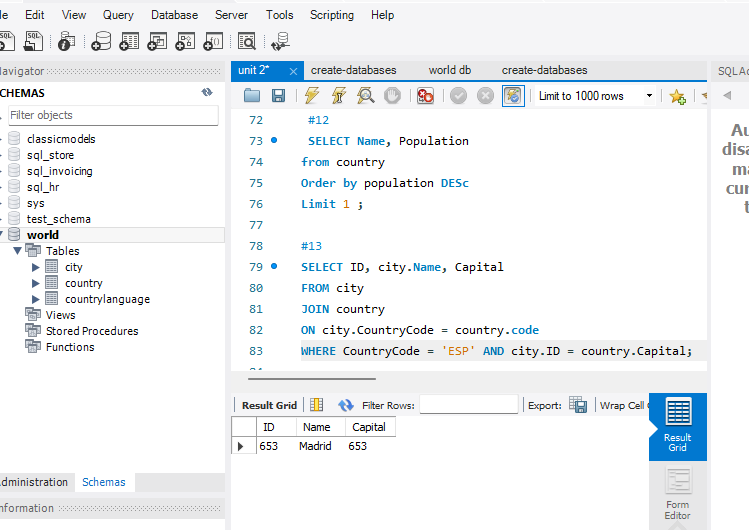 le Edit View Query Database Server Tools Scripting Help
Navigator
unit 2* × create-databases world db create-databases
SQLAc
SCHEMAS
Filter objects
classicmodels
sql_store
sql_invoicing
sql_hr
sys
test_schema
world
Tables
city
country
countrylanguage
Views
Stored Procedures
Functions
Administration Schemas
Information
Limit to 1000 rows
72 #12
73 SELECT Name, Population
74 from country
75 Order by population DESc
76 Limit 1 ;
77
78 #13
79 SELECT ID, city.Name, Capital
80 FROM city
81 JOIN country
82 ON city.CountryCode = country.code
83 WHERE CountryCode = 'ESP' AND city.ID = country.Capital;
Result Grid Filter Rows: Export: Wrap Cell C
ID Name Capital
653 Madrid 653
Result
Grid
Form
Editor
Au
disa
ma
cur
t